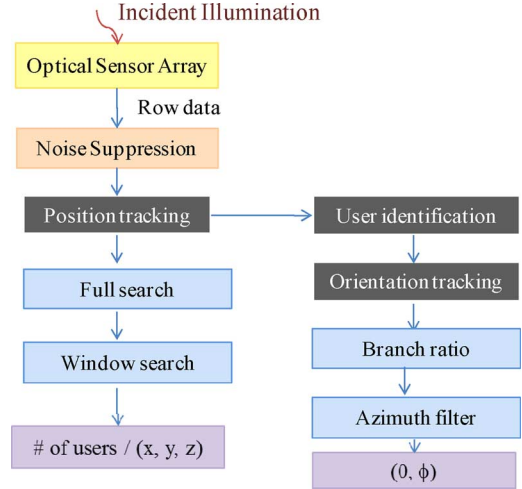 Incident Illumination
Optical Sensor Array
Row data
Noise Suppression
Position tracking
User identification
Full search
Orientation tracking
Window search
Branch ratio
Azimuth filter
# of users / (x, y, z)
(0, ϕ)